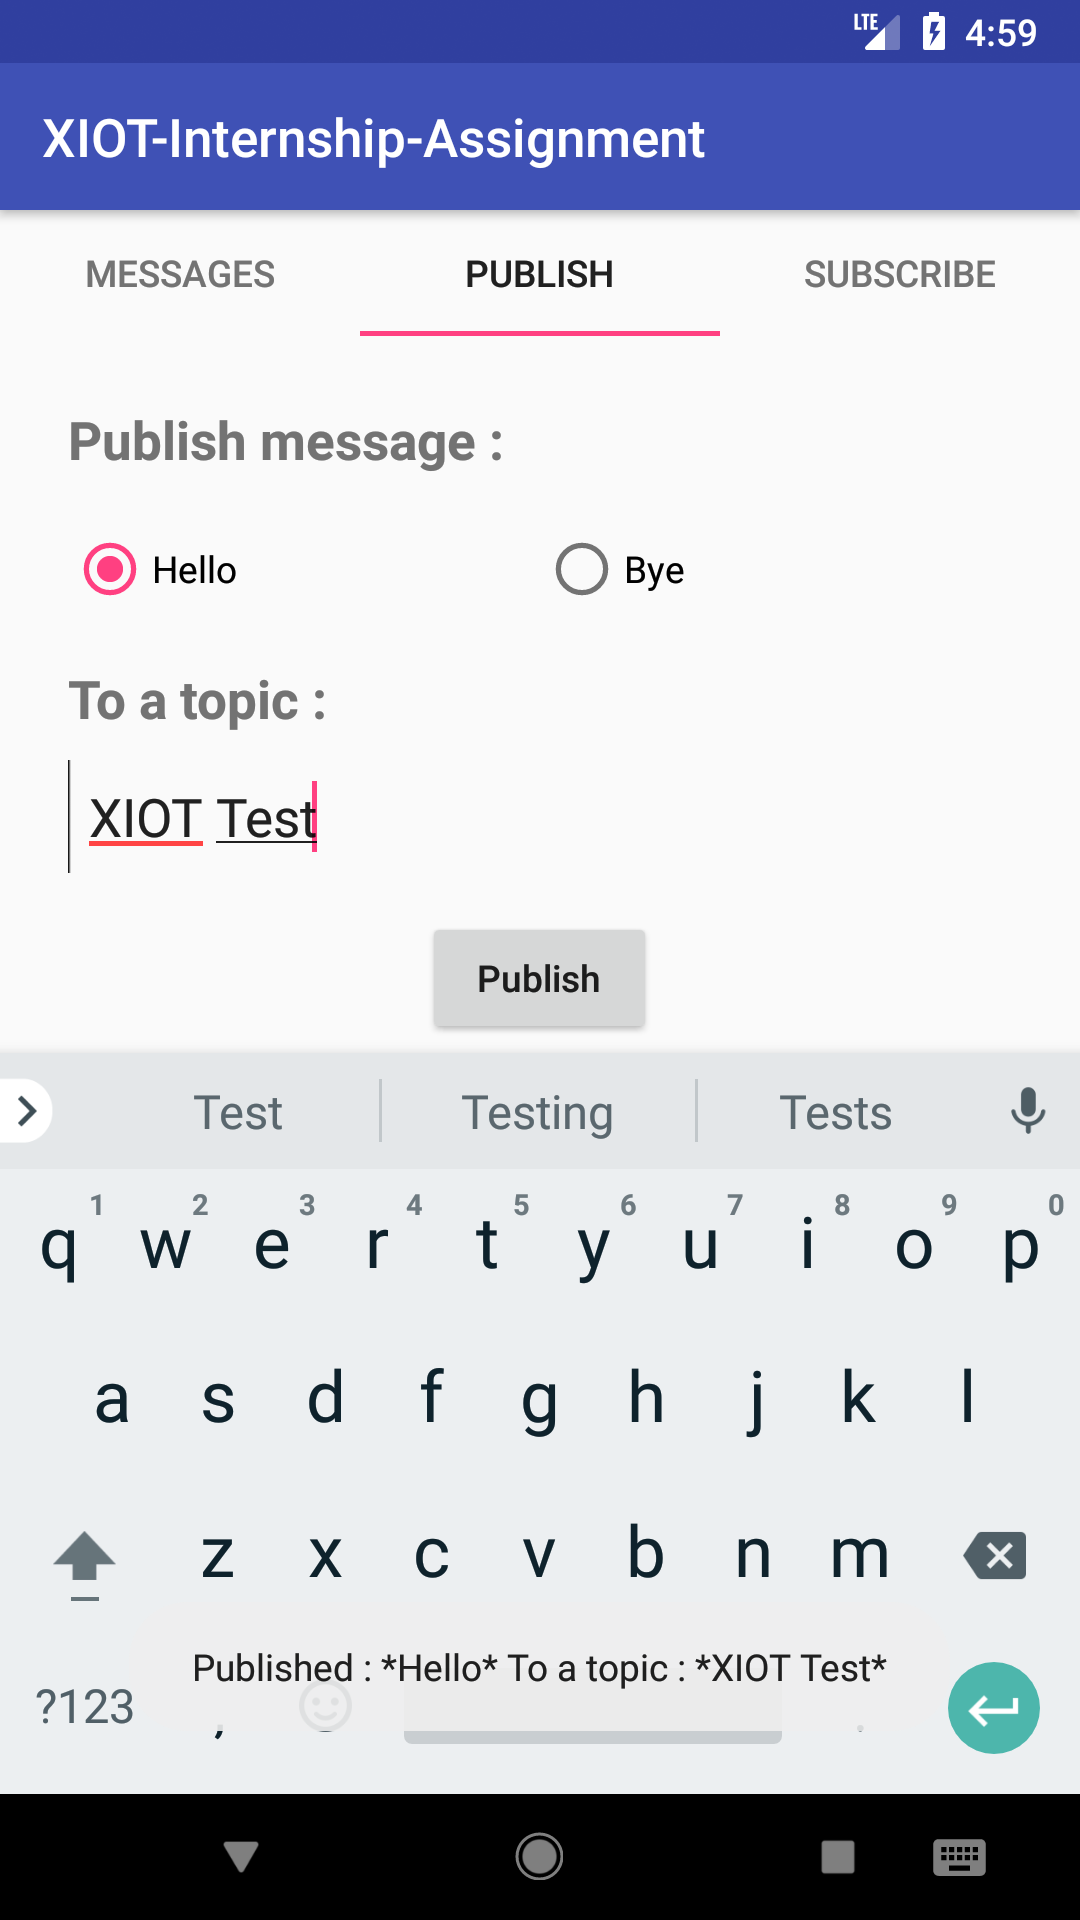 LTE 4:59
XIOT-Internship-Assignment
MESSAGES PUBLISH SUBSCRIBE
Publish message :
Hello Bye
To a topic :
XIOT Test
Publish
Test Testing Tests
1 2 3 4 5 6 7 8 9 0
q w e r t y u i o p
a s d f g h j k l
z x c v b n m
Published : *Hello* To a topic : *XIOT Test*
?123 , .